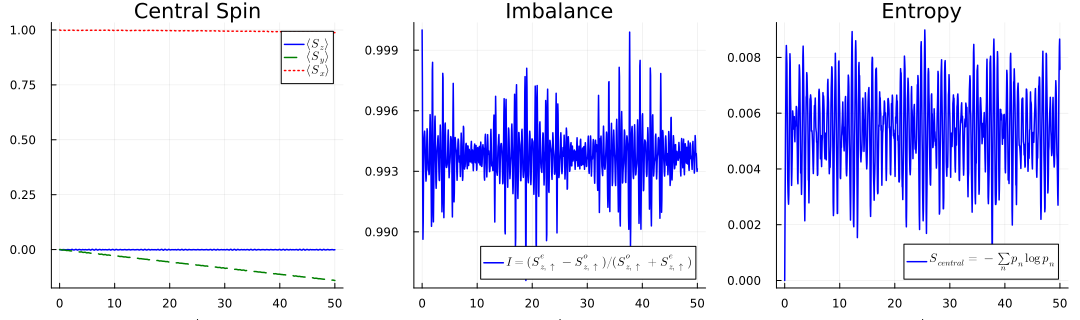 Central Spin
1.00
0.75
0.50
0.25
0.00
0 10 20 30 40 50
⟨S_z⟩
⟨S_y⟩
⟨S_x⟩
Imbalance
0.999
0.996
0.993
0.990
0 10 20 30 40 50
I = (S^e_{z,↑} − S^o_{z,↑})/(S^o_{z,↑} + S^e_{z,↑})
Entropy
0.008
0.006
0.004
0.002
0.000
0 10 20 30 40 50
S_{central} = −∑_n p_n log p_n